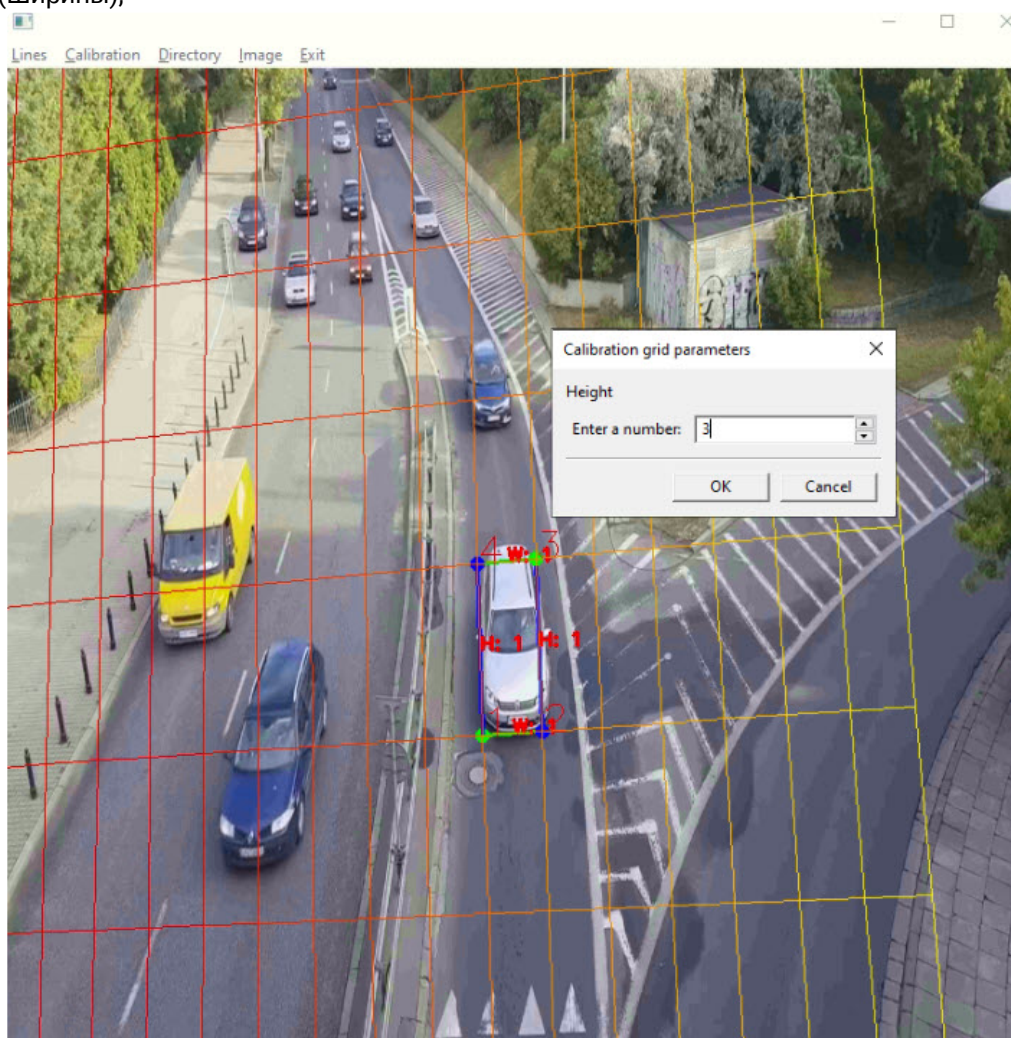 (ширины),
Lines Calibration Directory Image Exit
Calibration grid parameters
Height
Enter a number: 3
OK Cancel
4 W: 1 3
H: 1 H: 1
1 W: 1 2